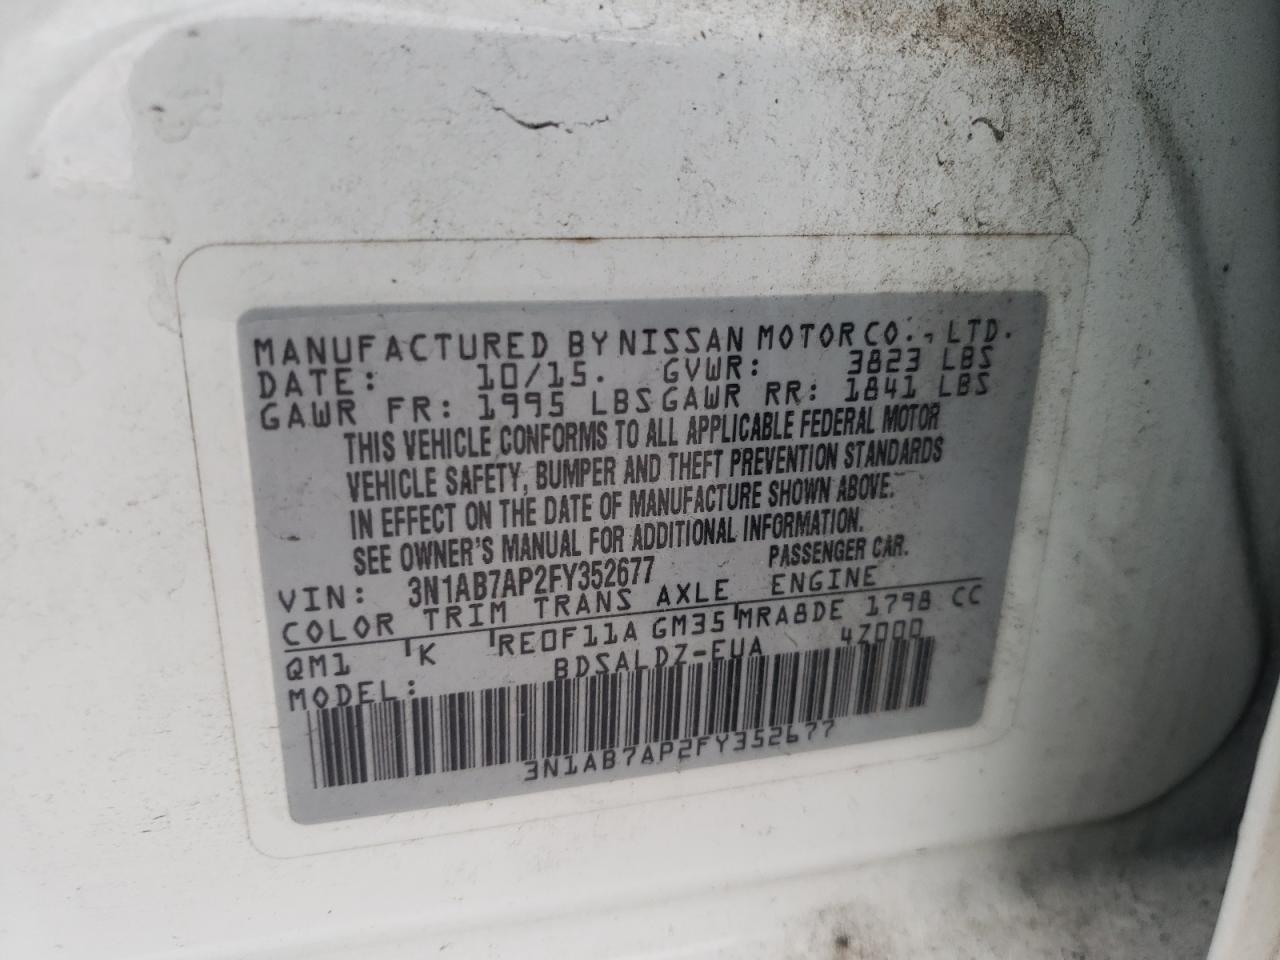 MANUFACTURED BY NISSAN MOTOR CO., LTD.
DATE: 10/15. GVWR: 3823 LBS
GAWR FR: 1995 LBS GAWR RR: 1841 LBS
THIS VEHICLE CONFORMS TO ALL APPLICABLE FEDERAL MOTOR
VEHICLE SAFETY, BUMPER AND THEFT PREVENTION STANDARDS
IN EFFECT ON THE DATE OF MANUFACTURE SHOWN ABOVE.
SEE OWNER'S MANUAL FOR ADDITIONAL INFORMATION.
VIN: 3N1AB7AP2FY352677 PASSENGER CAR.
COLOR TRIM TRANS AXLE ENGINE
QM1 K RE0F11A GM35 MRA8DE 1798 CC
MODEL: BDSALDZ-EUA 4Z000
3N1AB7AP2FY352677